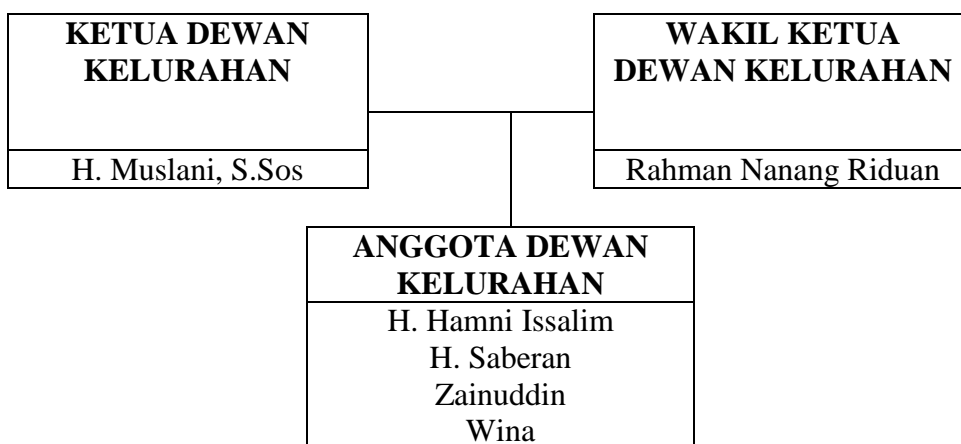 KETUA DEWAN
KELURAHAN
H. Muslani, S.Sos
WAKIL KETUA
DEWAN KELURAHAN
Rahman Nanang Riduan
ANGGOTA DEWAN
KELURAHAN
H. Hamni Issalim
H. Saberan
Zainuddin
Wina